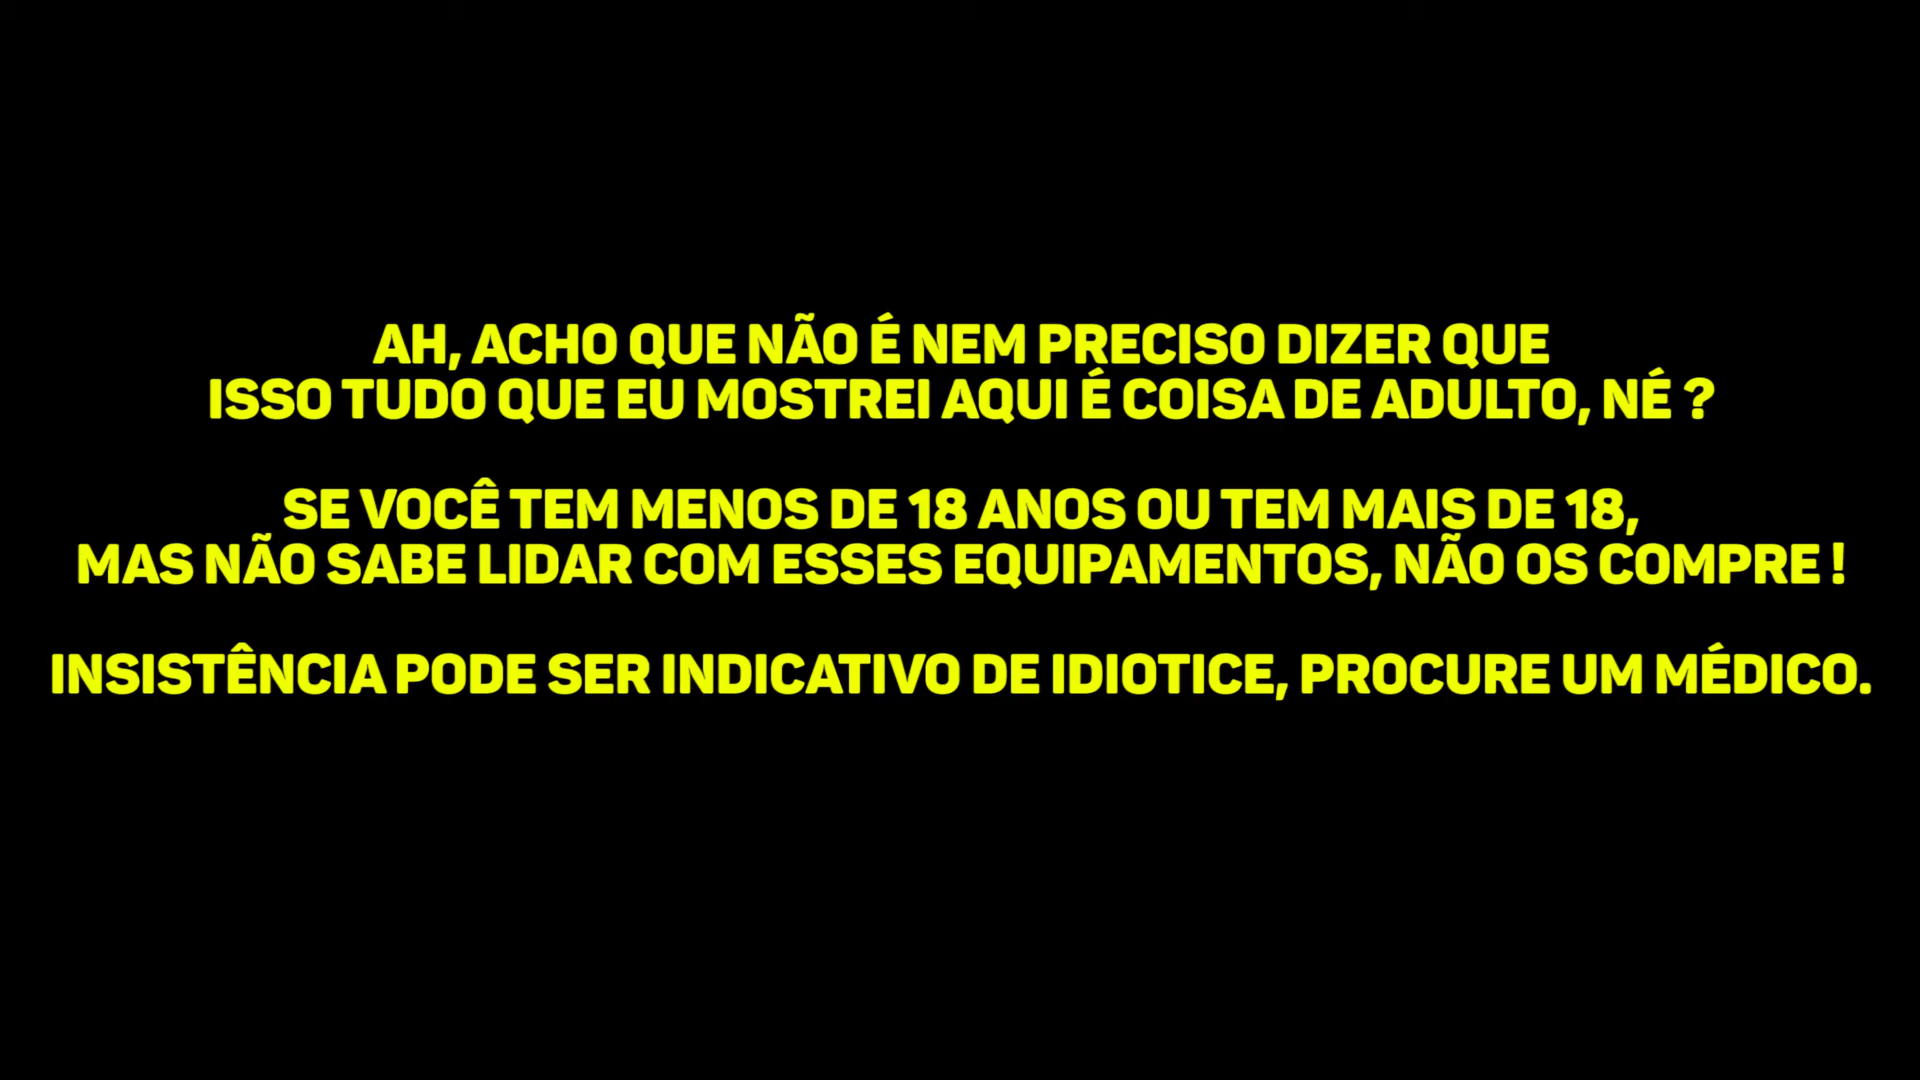 AH, ACHO QUE NÃO É NEM PRECISO DIZER QUE
ISSO TUDO QUE EU MOSTREI AQUI É COISA DE ADULTO, NÉ ?
SE VOCÊ TEM MENOS DE 18 ANOS OU TEM MAIS DE 18,
MAS NÃO SABE LIDAR COM ESSES EQUIPAMENTOS, NÃO OS COMPRE !
INSISTÊNCIA PODE SER INDICATIVO DE IDIOTICE, PROCURE UM MÉDICO.